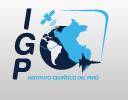 IGP
INSTITUTO GEOFÍSICO DEL PERÚ